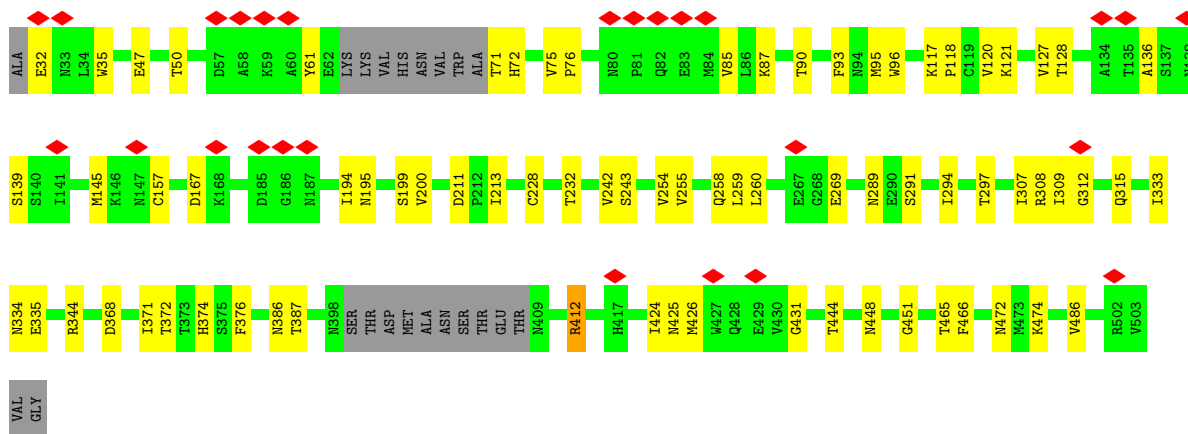 ALA E32 N33 L34 W35 E47 T50 D57 A58 K59 A60 Y61 E62 LYS LYS VAL HIS ASN VAL TRP ALA T71 H72 V75 P76 N80 P81 Q82 E83 M84 V85 L86 K87 T90 F93 N94 M95 W96 K117 P118 C119 V120 K121 V127 T128 A134 T135 A136 S137
S139 S140 I141 M145 K146 N147 C157 D167 K168 D185 G186 N187 I194 N195 S199 V200 D211 P212 I213 C228 T232 V242 S243 V254 V255 Q258 L259 L260 E267 G268 E269 N289 E290 S291 I294 T297 I307 R308 I309 G312 Q315 I333
N334 E335 R344 D368 I371 T372 T373 H374 S375 F376 N386 T387 N398 SER THR ASP MET ALA ASN SER THR GLU THR N409 R412 H417 I424 N425 M426 W427 Q428 E429 V430 G431 T444 N448 G451 T465 F466 N472 M473 K474 V486 R502 V503
VAL GLY